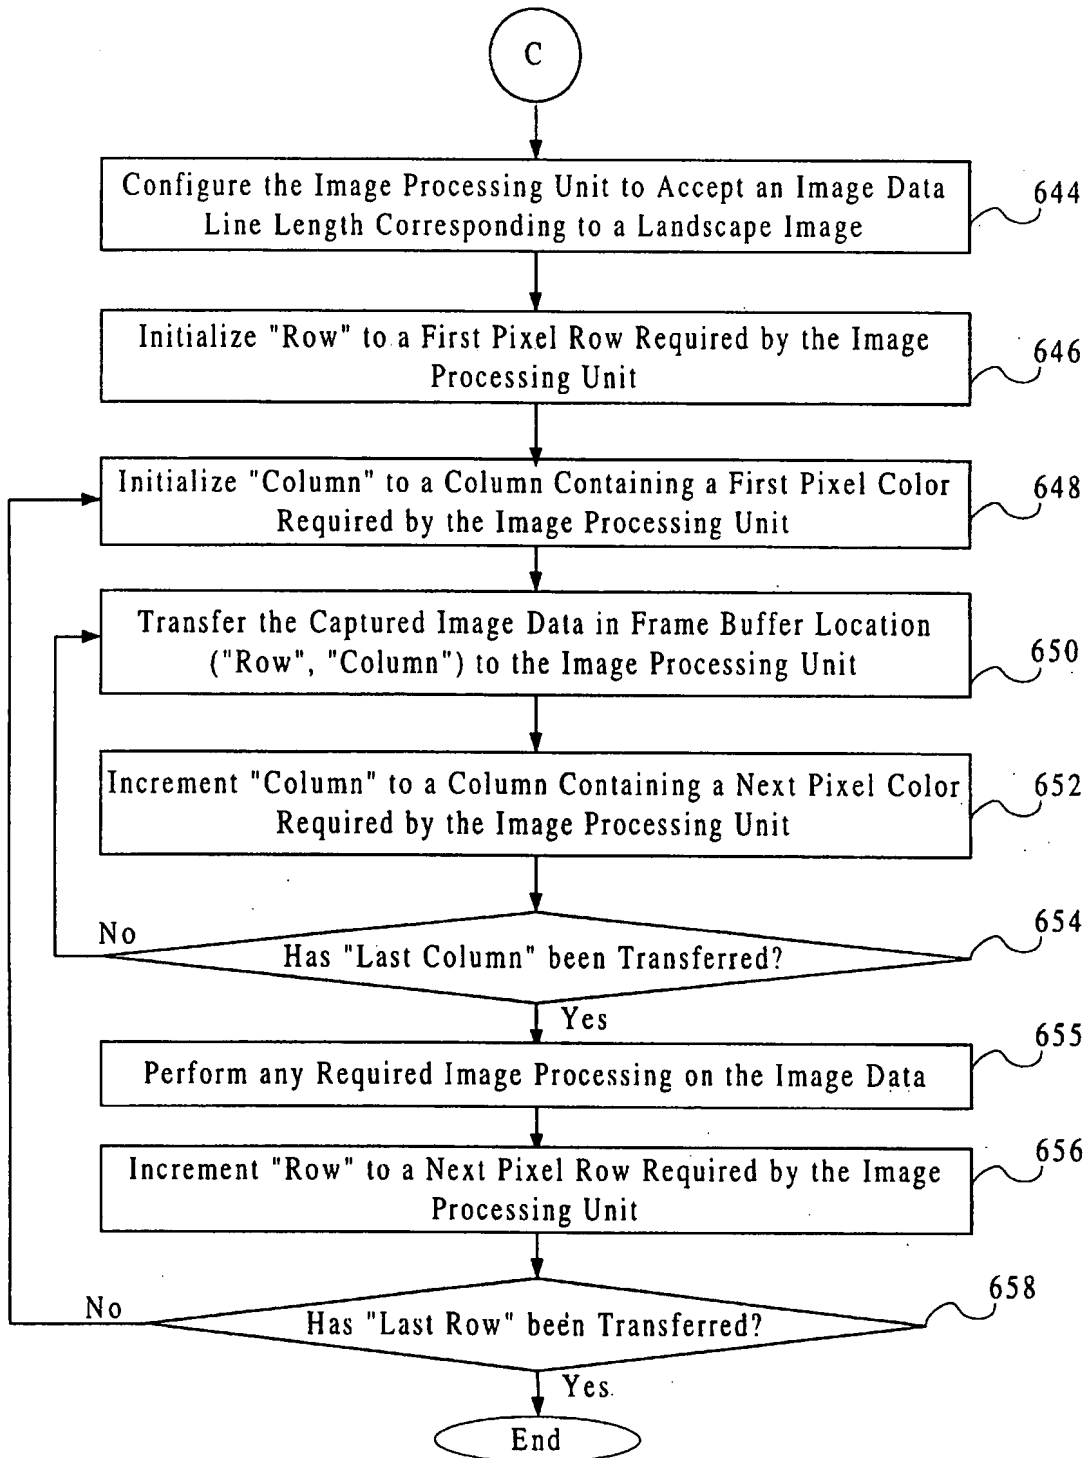 C
Configure the Image Processing Unit to Accept an Image Data
Line Length Corresponding to a Landscape Image
644
Initialize "Row" to a First Pixel Row Required by the Image
Processing Unit
646
Initialize "Column" to a Column Containing a First Pixel Color
Required by the Image Processing Unit
648
Transfer the Captured Image Data in Frame Buffer Location
("Row", "Column") to the Image Processing Unit
650
Increment "Column" to a Column Containing a Next Pixel Color
Required by the Image Processing Unit
652
No
Has "Last Column" been Transferred?
654
Yes
655
Perform any Required Image Processing on the Image Data
Increment "Row" to a Next Pixel Row Required by the Image
Processing Unit
656
No
Has "Last Row" been Transferred?
658
Yes
End